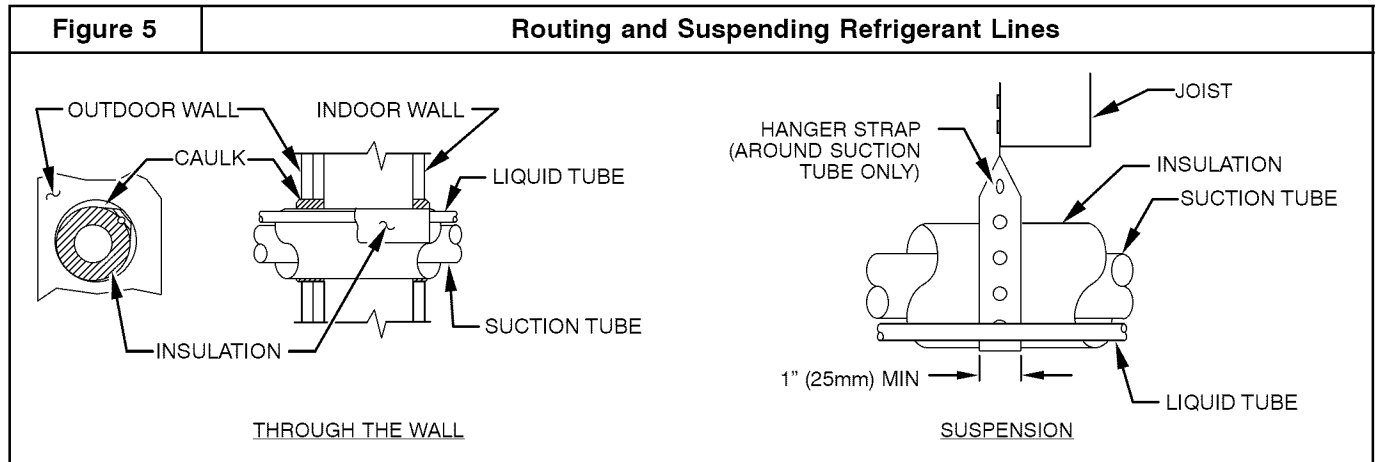 Figure 5
Routing and Suspending Refrigerant Lines
OUTDOOR WALL
INDOOR WALL
CAULK
LIQUID TUBE
SUCTION TUBE
INSULATION
THROUGH THE WALL
JOIST
HANGER STRAP
(AROUND SUCTION
TUBE ONLY)
INSULATION
SUCTION TUBE
1” (25mm) MIN
LIQUID TUBE
SUSPENSION